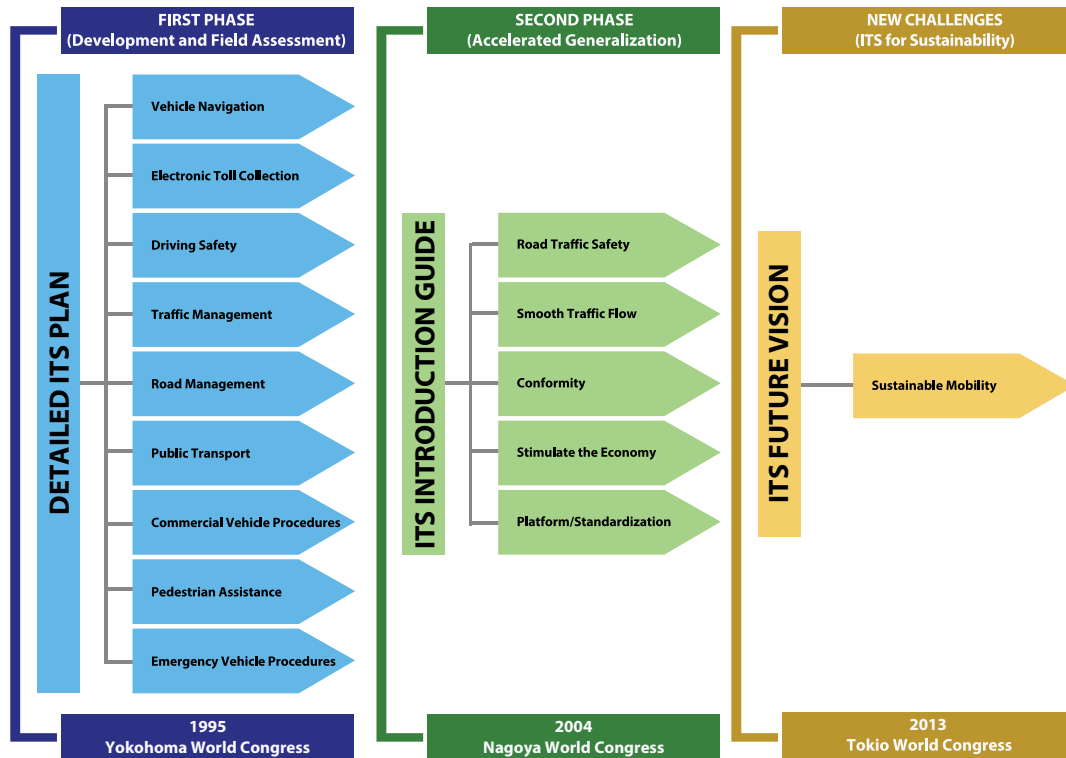 FIRST PHASE
(Development and Field Assessment)
DETAILED ITS PLAN
Vehicle Navigation
Electronic Toll Collection
Driving Safety
Traffic Management
Road Management
Public Transport
Commercial Vehicle Procedures
Pedestrian Assistance
Emergency Vehicle Procedures
1995
Yokohoma World Congress
SECOND PHASE
(Accelerated Generalization)
ITS INTRODUCTION GUIDE
Road Traffic Safety
Smooth Traffic Flow
Conformity
Stimulate the Economy
Platform/Standardization
2004
Nagoya World Congress
NEW CHALLENGES
(ITS for Sustainability)
ITS FUTURE VISION
Sustainable Mobility
2013
Tokio World Congress